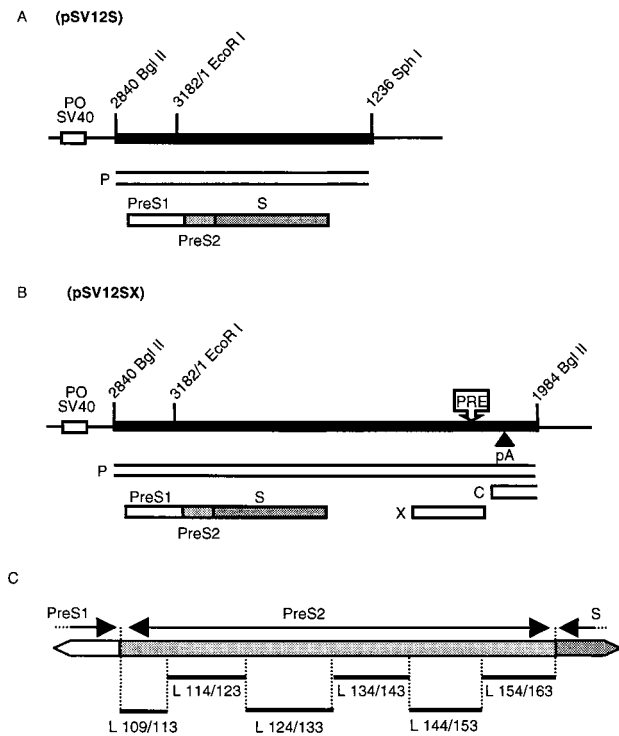 A (pSV12S)
2840 Bgl II
3182/1 EcoR I
1236 Sph I
PO
SV40
P
PreS1
S
PreS2
B (pSV12SX)
2840 Bgl II
3182/1 EcoR I
1984 Bgl II
PO
SV40
PRE
pA
P
C
PreS1
S
X
PreS2
C
PreS1
PreS2
S
L 114/123
L 134/143
L 154/163
L 109/113
L 124/133
L 144/153